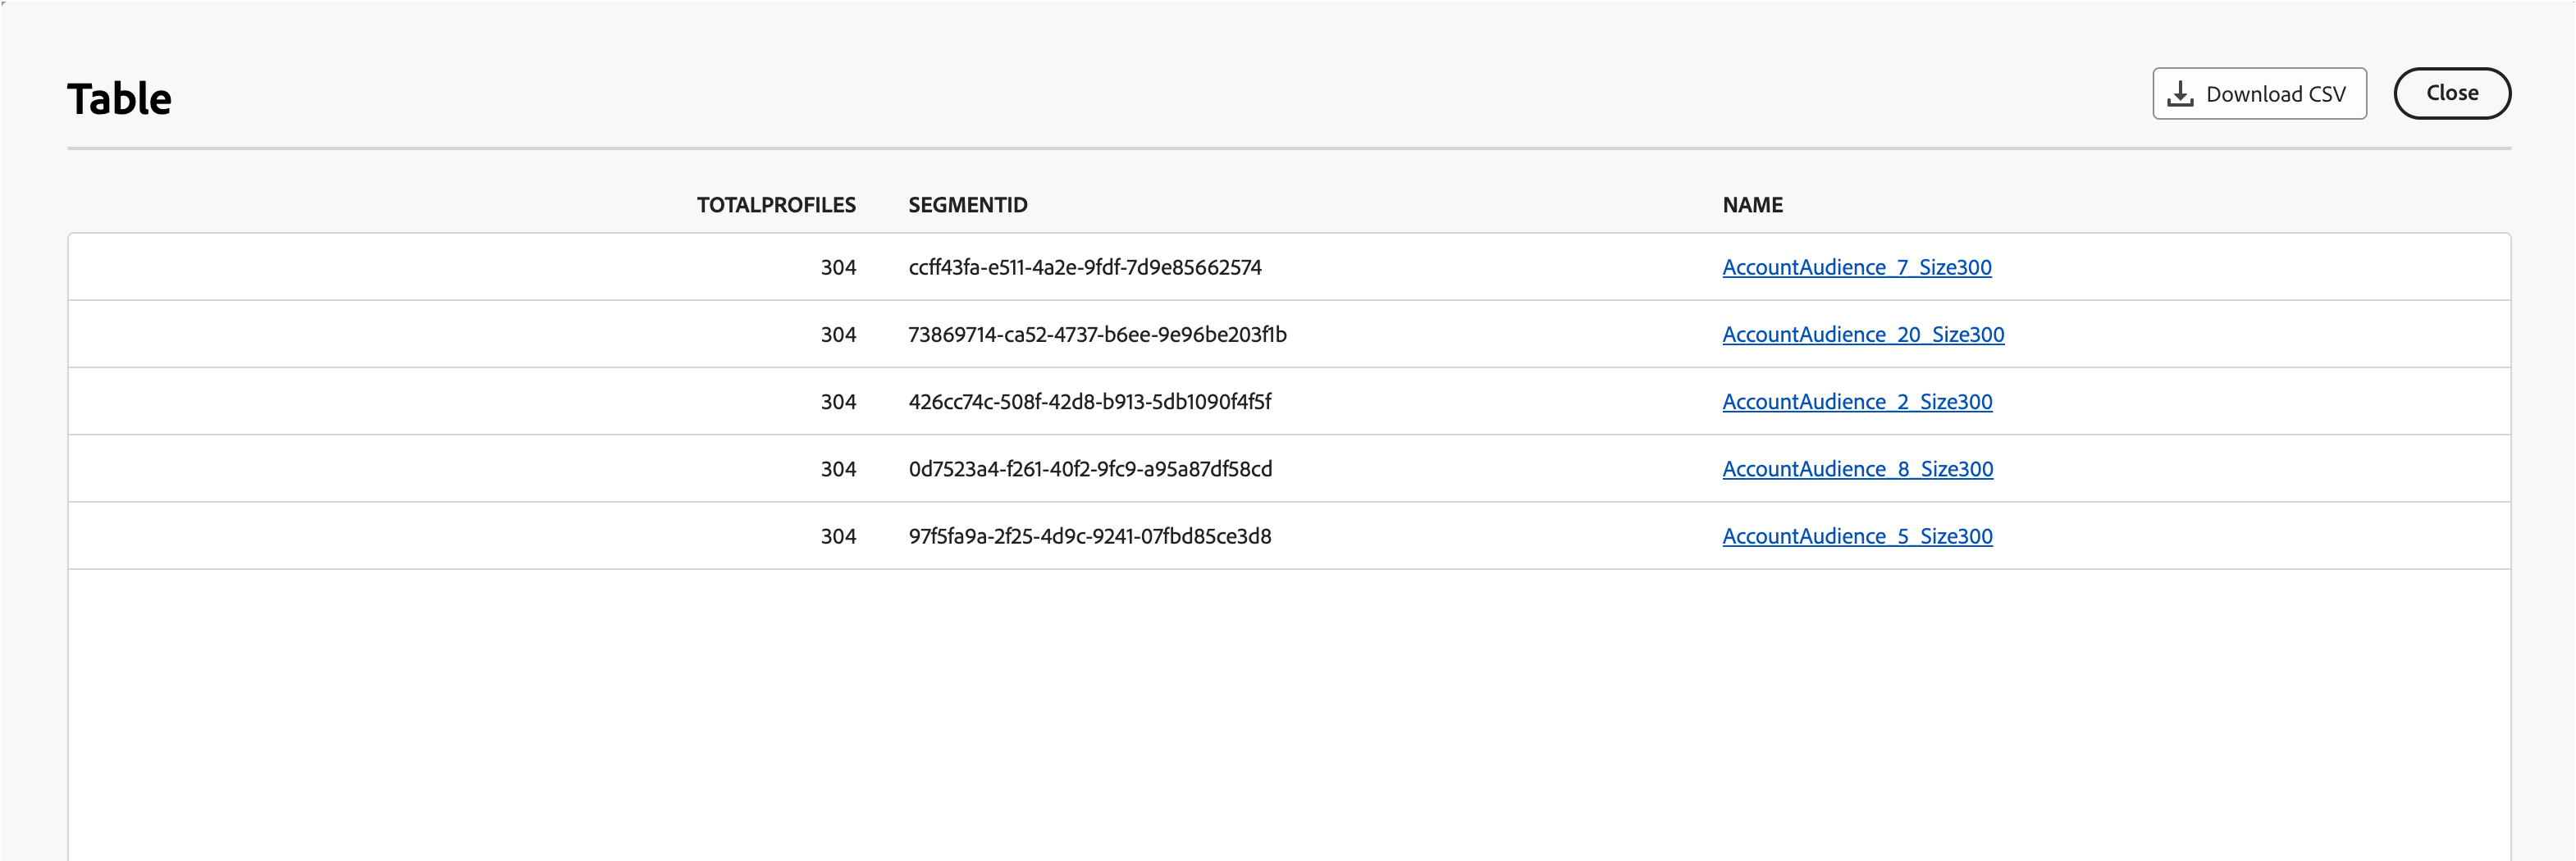 Table
Download CSV
Close
TOTALPROFILES SEGMENTID NAME
304 ccff43fa-e511-4a2e-9fdf-7d9e85662574 AccountAudience_7_Size300
304 73869714-ca52-4737-b6ee-9e96be203f1b AccountAudience_20_Size300
304 426cc74c-508f-42d8-b913-5db1090f4f5f AccountAudience_2_Size300
304 0d7523a4-f261-40f2-9fc9-a95a87df58cd AccountAudience_8_Size300
304 97f5fa9a-2f25-4d9c-9241-07fbd85ce3d8 AccountAudience_5_Size300